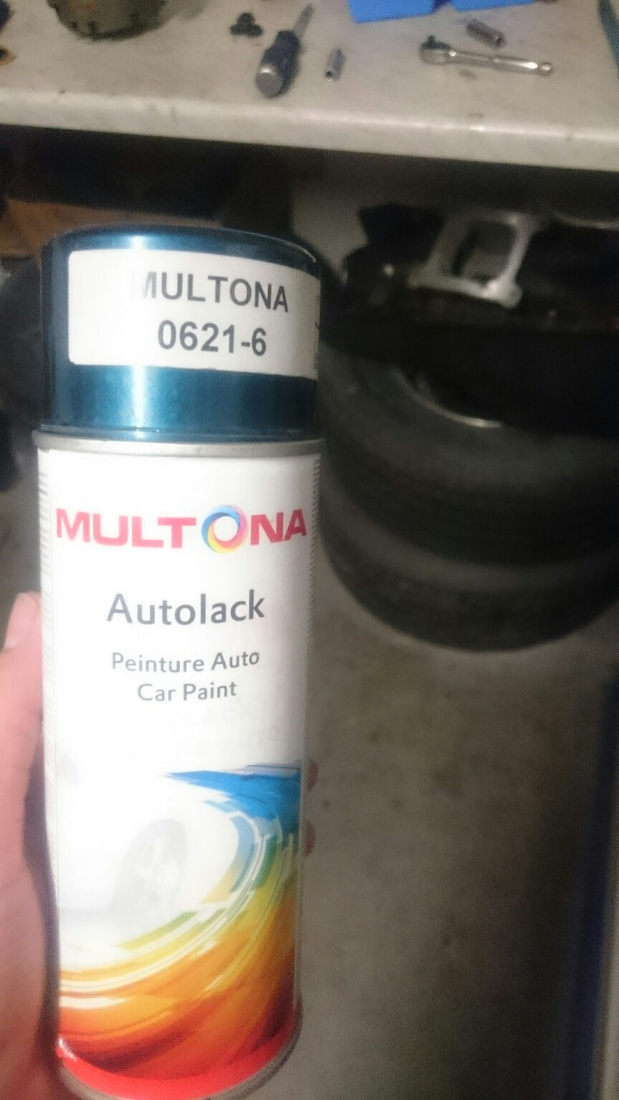 MULTONA
0621-6
MULTONA
Autolack
Peinture Auto
Car Paint